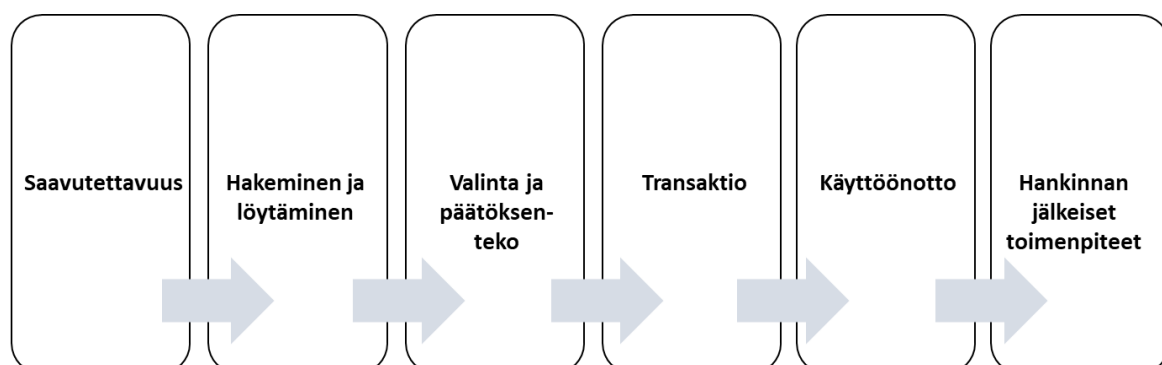 Saavutettavuus
Hakeminen ja
löytäminen
Valinta ja
päätöksen-
teko
Transaktio
Käyttöönotto
Hankinnan
jälkeiset
toimenpiteet